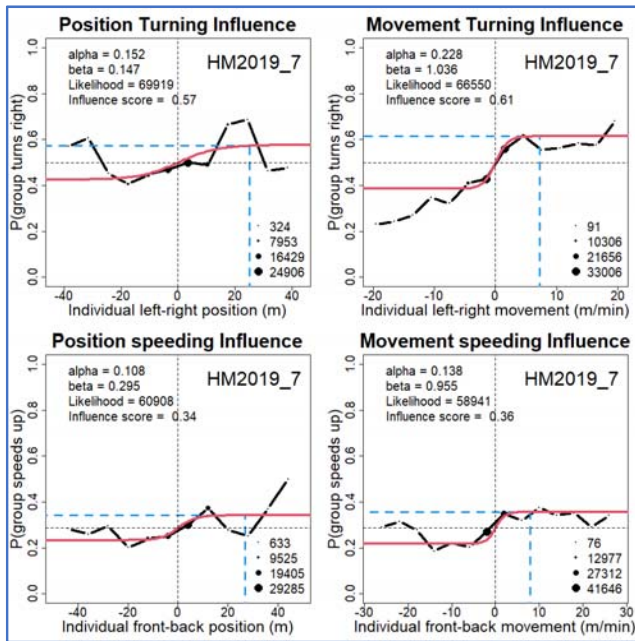 Position Turning Influence
alpha = 0.152
beta = 0.147
Likelihood = 69919
Influence score = 0.57
HM2019_7
P(group turns right)
1.0
0.8
0.6
0.4
0.2
0.0
324
7953
16429
24906
-40 -20 0 20 40
Individual left-right position (m)
Movement Turning Influence
alpha = 0.228
beta = 1.036
Likelihood = 66550
Influence score = 0.61
HM2019_7
P(group turns right)
1.0
0.8
0.6
0.4
0.2
0.0
91
10306
21656
33006
-20 -10 0 10 20
Individual left-right movement (m/min)
Position speeding Influence
alpha = 0.108
beta = 0.295
Likelihood = 60908
Influence score = 0.34
HM2019_7
P(group speeds up)
1.0
0.8
0.6
0.4
0.2
0.0
633
9525
19405
29285
-40 -20 0 20 40
Individual front-back position (m)
Movement speeding Influence
alpha = 0.138
beta = 0.955
Likelihood = 58941
Influence score = 0.36
HM2019_7
P(group speeds up)
1.0
0.8
0.6
0.4
0.2
0.0
76
12977
27312
41646
-30 -20 -10 0 10 20 30
Individual front-back movement (m/min)